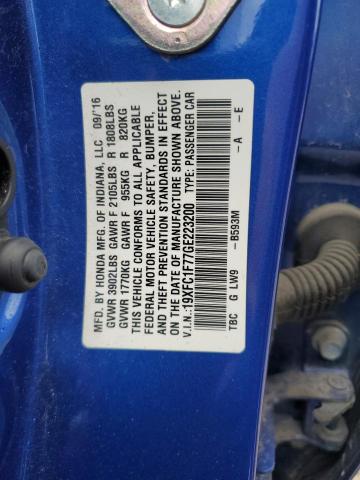 MFD. BY HONDA MFG. OF INDIANA, LLC 09/'16
GVWR 3902LBS GAWR F 2105LBS R 1808LBS
GVWR 1770KG GAWR F 955KG R 820KG
THIS VEHICLE CONFORMS TO ALL APPLICABLE
FEDERAL MOTOR VEHICLE SAFETY, BUMPER,
AND THEFT PREVENTION STANDARDS IN EFFECT
ON THE DATE OF MANUFACTURE SHOWN ABOVE.
V.I.N.:19XFC1F77GE223200 TYPE: PASSENGER CAR
TBC G LW9 -B593M -A -E